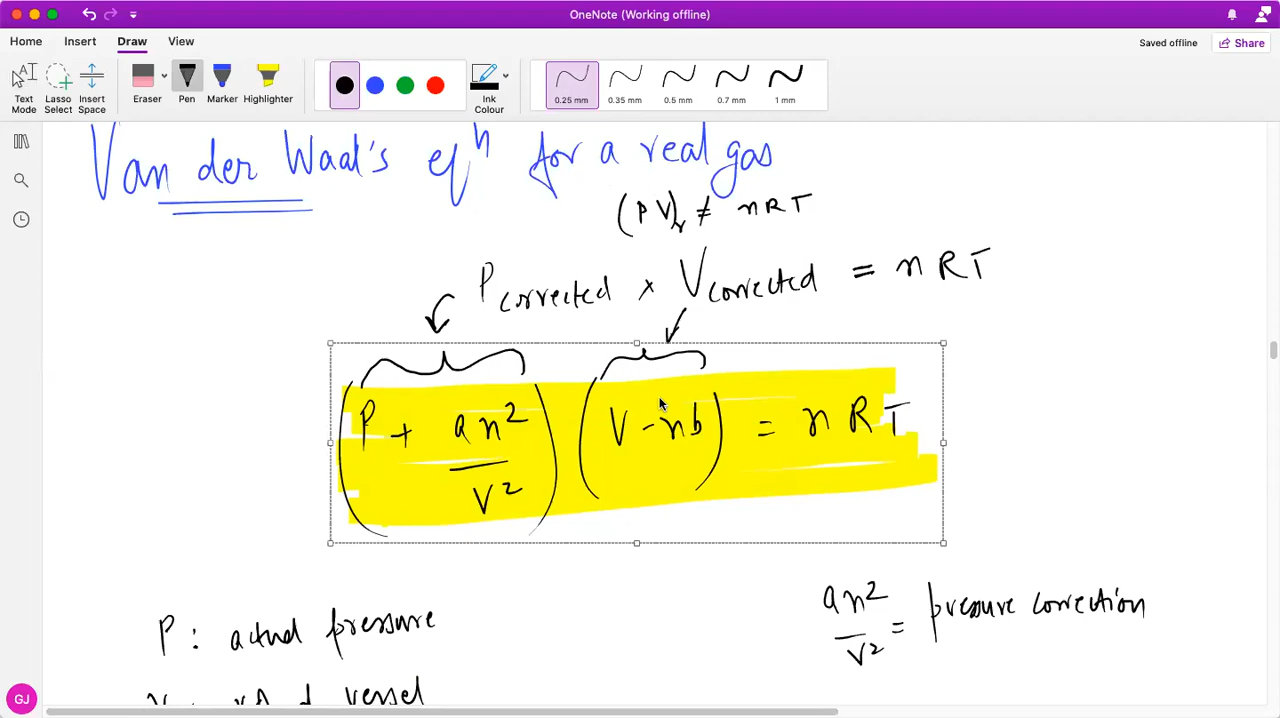 OneNote (Working offline)
Home Insert Draw View
Saved offline
Share
Text Mode
Lasso Select
Insert Space
Eraser
Pen
Marker
Highlighter
Ink Colour
0.25 mm
0.35 mm
0.5 mm
0.7 mm
1 mm
Van der Waal's eqⁿ for a real gas
(PV)ᵣ ≠ nRT
P corrected × V corrected = nRT
(P + an²/V²) (V - nb) = nRT
an²/V² = pressure correction
P : actual pressure
vessel
GJ